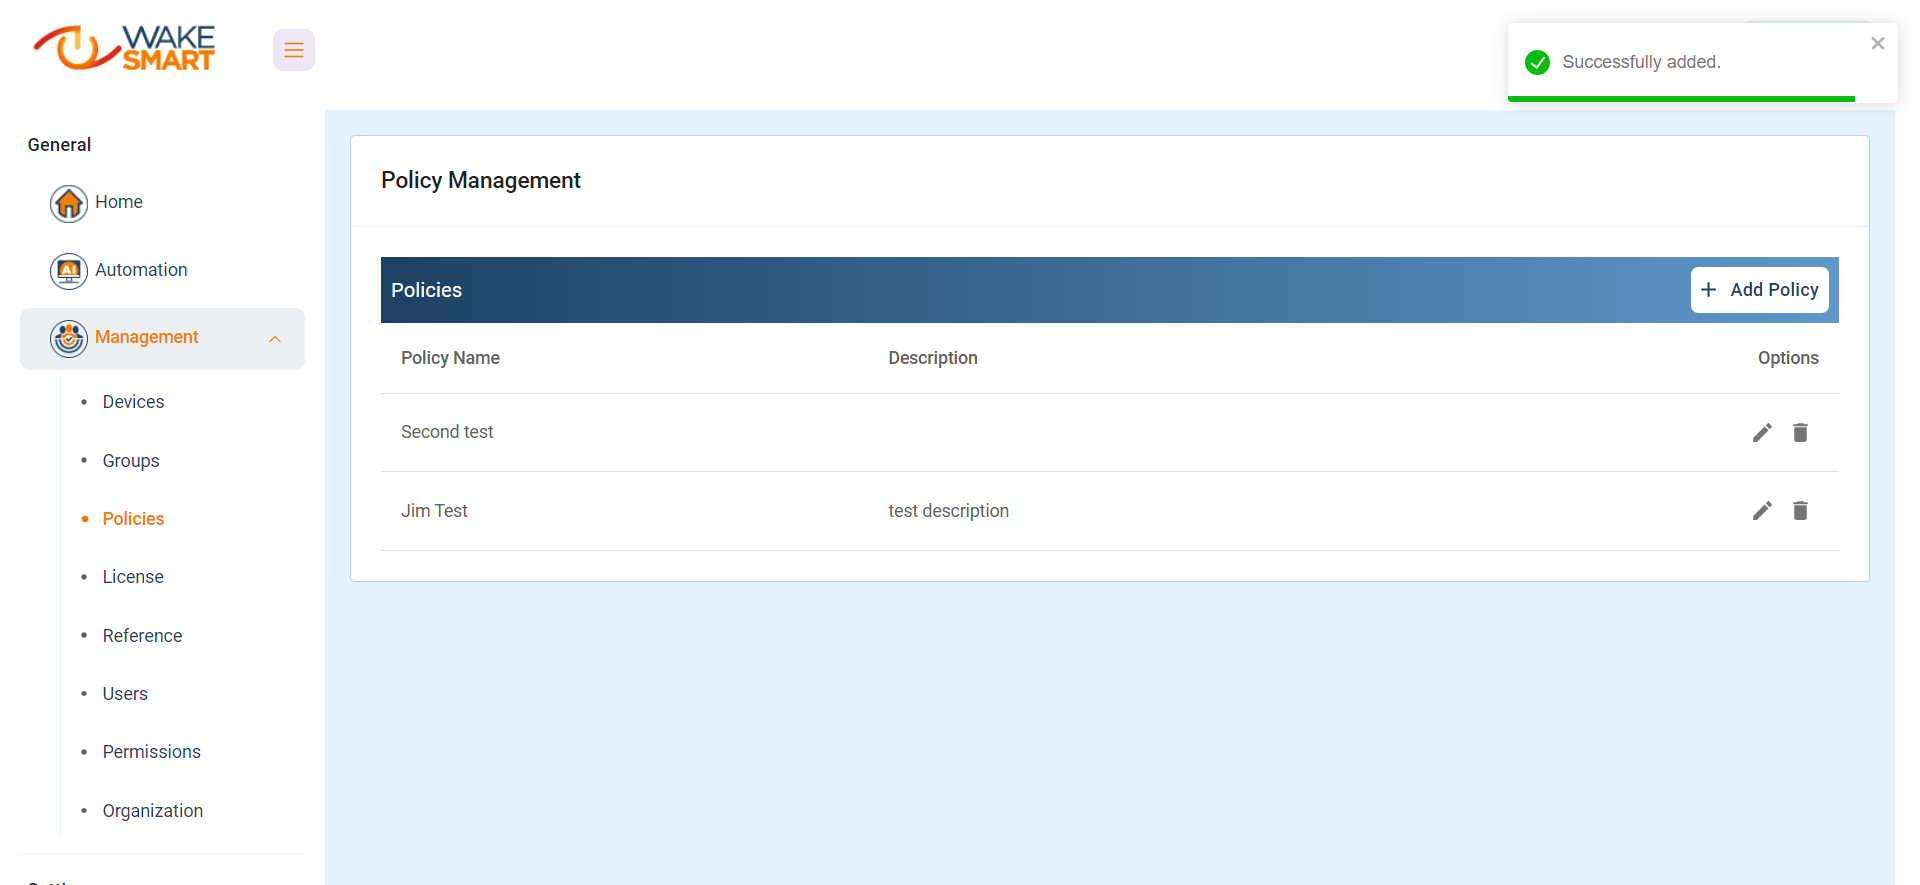 WAKE
SMART
Successfully added.
General
Home
AI
Automation
Management
Devices
Groups
Policies
License
Reference
Users
Permissions
Organization
Policy Management
Policies
+ Add Policy
Policy Name Description Options
Second test
Jim Test test description